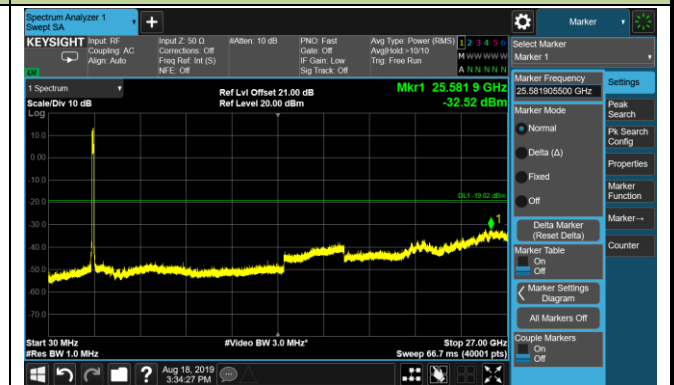 Spectrum Analyzer 1
Swept SA
+
Marker
KEYSIGHT
Input: RF
Coupling: AC
Align: Auto
Input Z: 50 Ω
Corrections: Off
Freq Ref: Int (S)
NFE: Off
#Atten: 10 dB
PNO: Fast
Gate: Off
IF Gain: Low
Sig Track: Off
Avg Type: Power (RMS)
Avg|Hold >10/10
Trig: Free Run
1 2 3 4 5 6
M W W W W W
A N N N N N
LXI
1 Spectrum
Scale/Div 10 dB
Log
Ref Lvl Offset 21.00 dB
Ref Level 20.00 dBm
Mkr1 25.581 9 GHz
-32.52 dBm
10.0
0.00
-10.0
-20.0
-30.0
-40.0
-50.0
-60.0
-70.0
DL1 -19.02 dBm
1
Start 30 MHz
#Res BW 1.0 MHz
#Video BW 3.0 MHz*
Stop 27.00 GHz
Sweep 66.7 ms (40001 pts)
Select Marker
Marker 1
Marker Frequency
25.581905500 GHz
Marker Mode
Normal
Delta (Δ)
Fixed
Off
Delta Marker
(Reset Delta)
Marker Table
On
Off
Marker Settings
Diagram
All Markers Off
Couple Markers
On
Off
Settings
Peak
Search
Pk Search
Config
Properties
Marker
Function
Marker→
Counter
?
Aug 18, 2019
3:34:27 PM